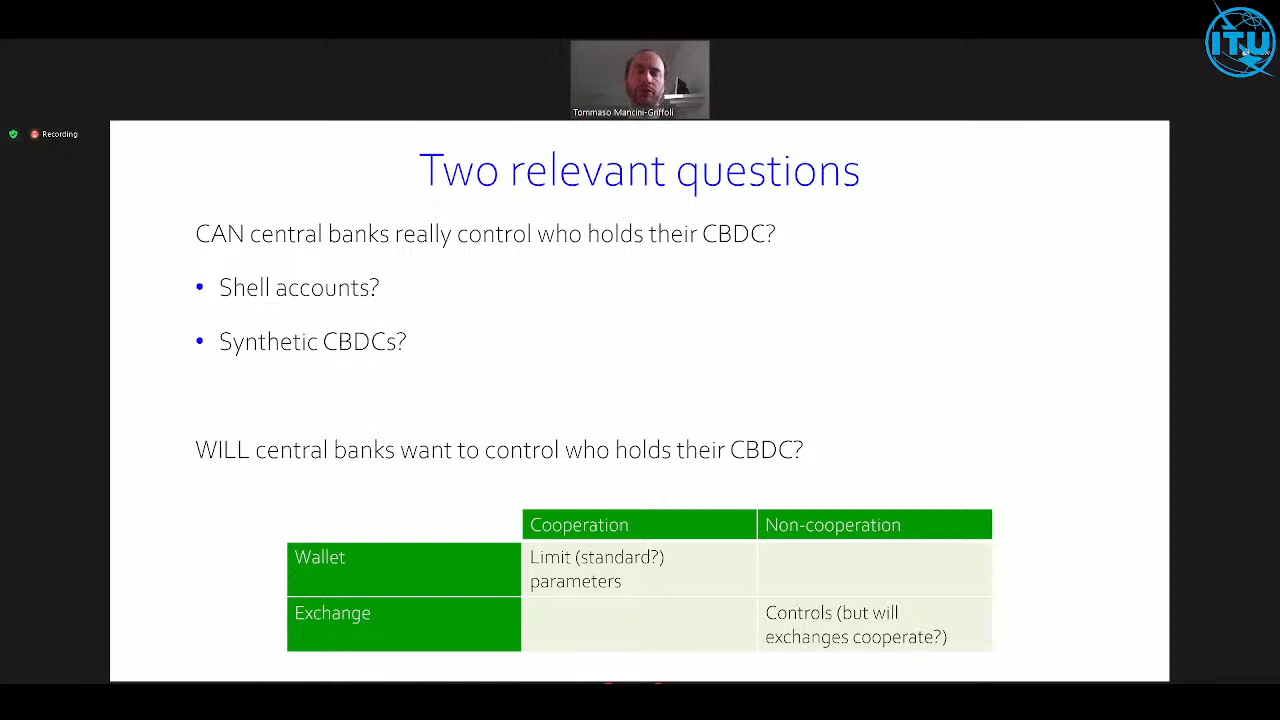 ITU
Tommaso Mancini-Griffoli
Recording
Two relevant questions
CAN central banks really control who holds their CBDC?
• Shell accounts?
• Synthetic CBDCs?
WILL central banks want to control who holds their CBDC?
Cooperation Non-cooperation
Wallet
Limit (standard?)
parameters
Exchange
Controls (but will
exchanges cooperate?)